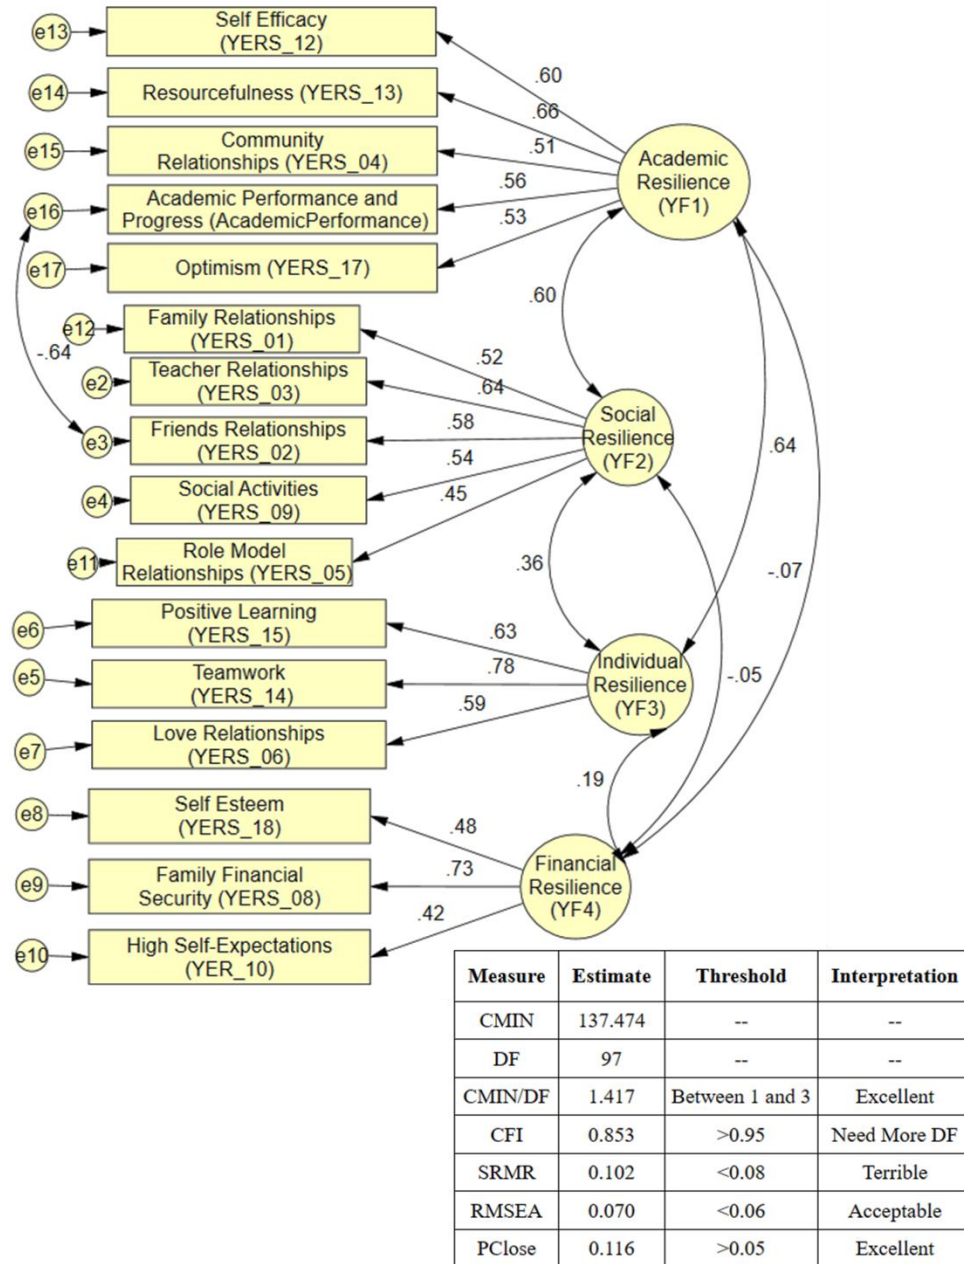 e13
Self Efficacy
(YERS_12)
.60
e14
Resourcefulness (YERS_13)
.66
e15
Community
Relationships (YERS_04)
.51
Academic
Resilience
(YF1)
e16
Academic Performance and
Progress (AcademicPerformance)
.56
e17
Optimism (YERS_17)
.53
.60
-.64
e12
Family Relationships
(YERS_01)
.52
e2
Teacher Relationships
(YERS_03)
.64
e3
Friends Relationships
(YERS_02)
.58
Social
Resilience
(YF2)
.64
e4
Social Activities
(YERS_09)
.54
e11
Role Model
Relationships (YERS_05)
.45
.36
-.07
e6
Positive Learning
(YERS_15)
.63
e5
Teamwork
(YERS_14)
.78
Individual
Resilience
(YF3)
-.05
e7
Love Relationships
(YERS_06)
.59
.19
e8
Self Esteem
(YERS_18)
.48
e9
Family Financial
Security (YERS_08)
.73
Financial
Resilience
(YF4)
e10
High Self-Expectations
(YER_10)
.42
Measure Estimate Threshold Interpretation
CMIN 137.474 -- --
DF 97 -- --
CMIN/DF 1.417 Between 1 and 3 Excellent
CFI 0.853 >0.95 Need More DF
SRMR 0.102 <0.08 Terrible
RMSEA 0.070 <0.06 Acceptable
PClose 0.116 >0.05 Excellent